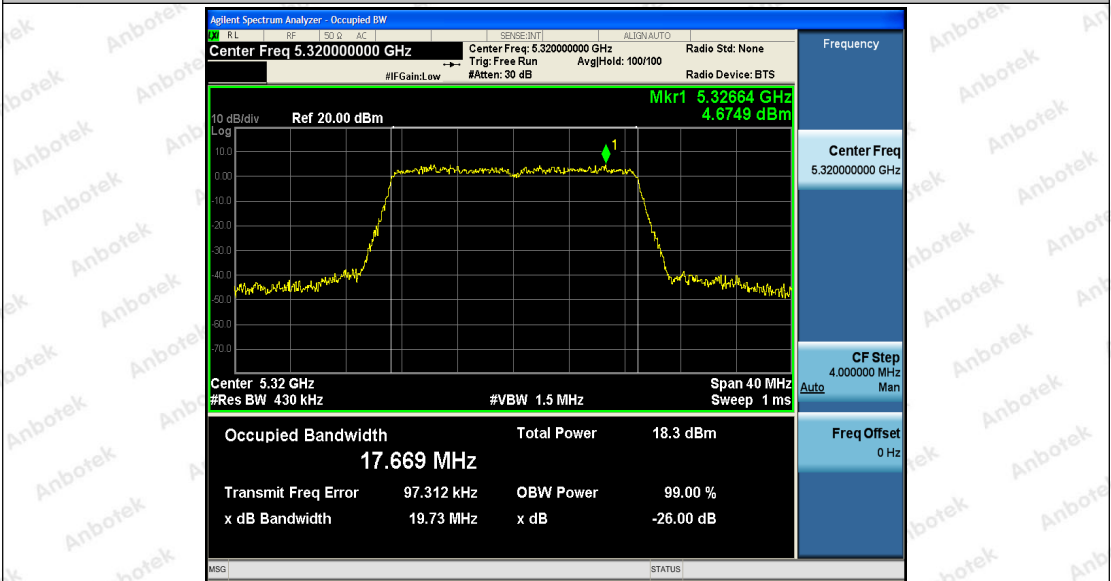 Agilent Spectrum Analyzer - Occupied BW
RL RF 50 Ω AC SENSE:INT ALIGN AUTO
Center Freq 5.320000000 GHz
Center Freq: 5.320000000 GHz
Radio Std: None
Trig: Free Run Avg|Hold: 100/100
#IFGain:Low #Atten: 30 dB Radio Device: BTS
Mkr1 5.32664 GHz
4.6749 dBm
10 dB/div Ref 20.00 dBm
Log
1
10.0
0.00
-10.0
-20.0
-30.0
-40.0
-50.0
-60.0
-70.0
Center 5.32 GHz Span 40 MHz
#Res BW 430 kHz #VBW 1.5 MHz Sweep 1 ms
Occupied Bandwidth Total Power 18.3 dBm
17.669 MHz
Transmit Freq Error 97.312 kHz OBW Power 99.00 %
x dB Bandwidth 19.73 MHz x dB -26.00 dB
MSG STATUS
Frequency
Center Freq
5.320000000 GHz
CF Step
4.000000 MHz
Auto Man
Freq Offset
0 Hz
Anbotek